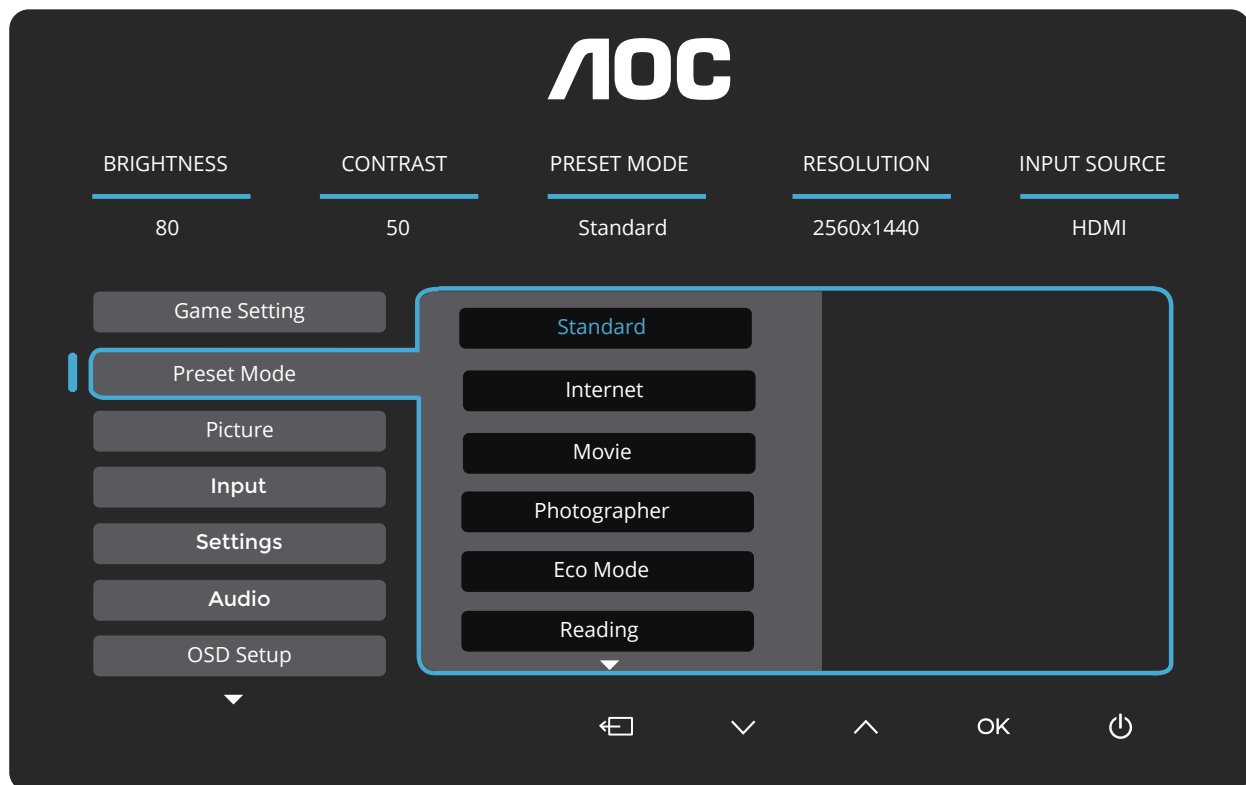 AOC
BRIGHTNESS CONTRAST PRESET MODE RESOLUTION INPUT SOURCE
80 50 Standard 2560x1440 HDMI
Game Setting
Preset Mode
Picture
Input
Settings
Audio
OSD Setup
Standard
Internet
Movie
Photographer
Eco Mode
Reading
OK